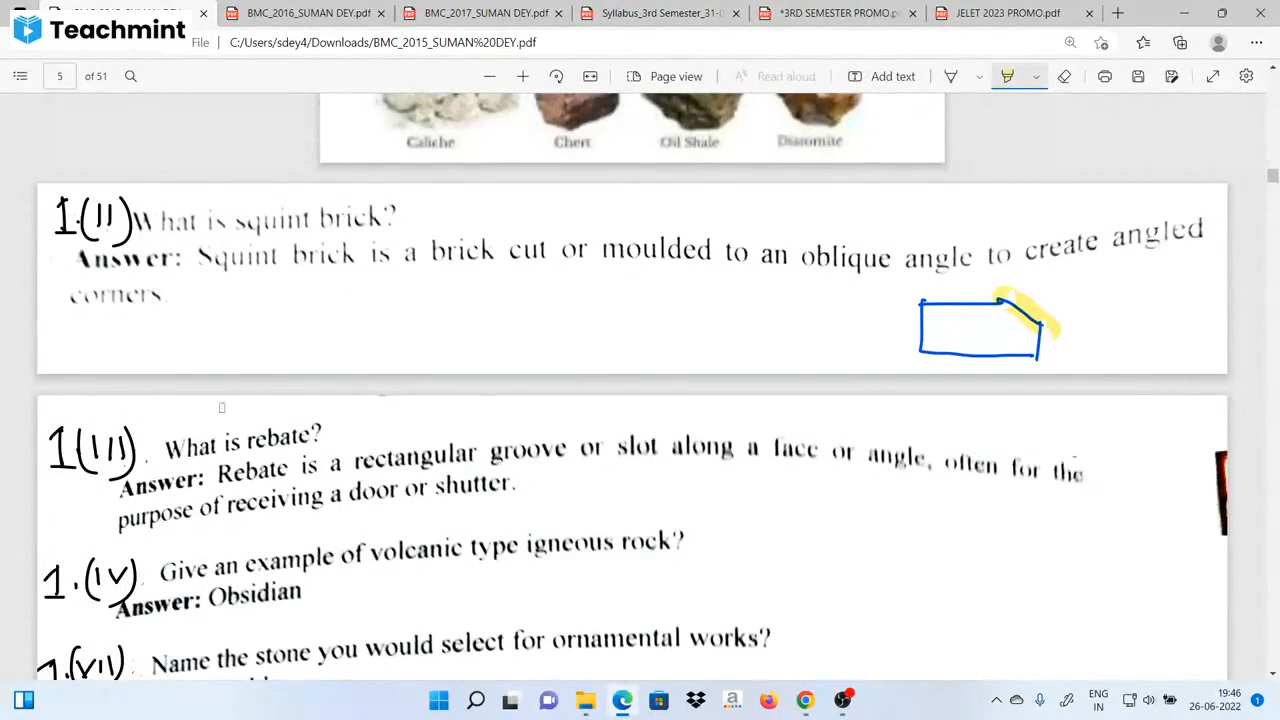 BMC_2016_SUMAN DEY.pdf
*3RD SEMESTER PROMO.pdf
JELET 2023 PROMO.pdf
Teachmint
File C:/Users/sdey4/Downloads/BMC_2015_SUMAN%20DEY.pdf
5 of 51
Page view
Read aloud
Add text
Caliche Chert Oil Shale Diatomite
1.(II) What is squint brick?
Answer: Squint brick is a brick cut or moulded to an oblique angle to create angled
corners.
1(III). What is rebate?
Answer: Rebate is a rectangular groove or slot along a face or angle, often for the
purpose of receiving a door or shutter.
1.(IV). Give an example of volcanic type igneous rock?
Answer: Obsidian
1.(VII). Name the stone you would select for ornamental works?
ENG
IN
19:46
26-06-2022
1